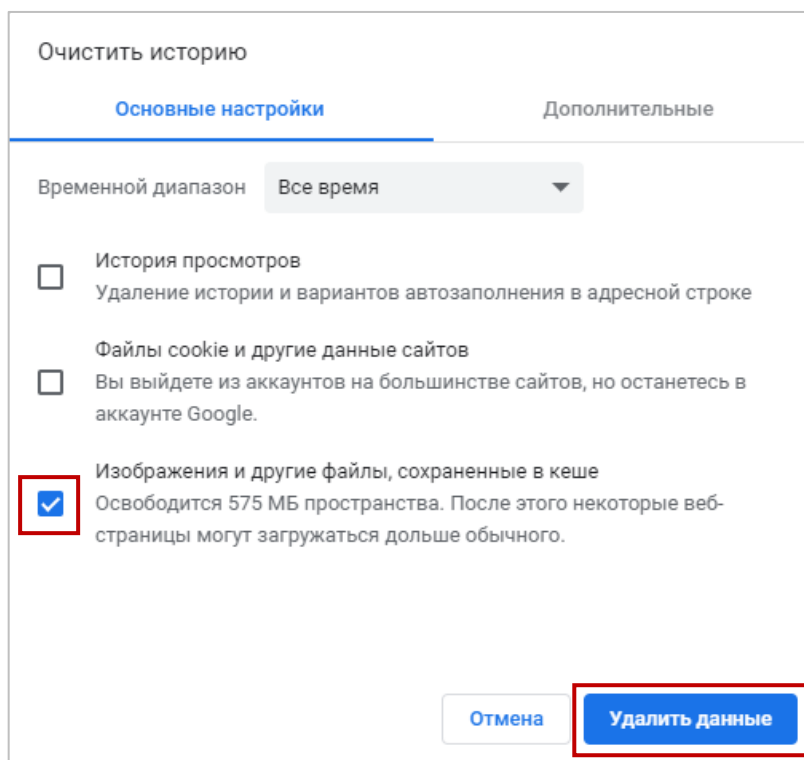 Очистить историю
Основные настройки
Дополнительные
Временной диапазон
Все время
История просмотров
Удаление истории и вариантов автозаполнения в адресной строке
Файлы cookie и другие данные сайтов
Вы выйдете из аккаунтов на большинстве сайтов, но останетесь в
аккаунте Google.
Изображения и другие файлы, сохраненные в кеше
Освободится 575 МБ пространства. После этого некоторые веб-
страницы могут загружаться дольше обычного.
Отмена
Удалить данные